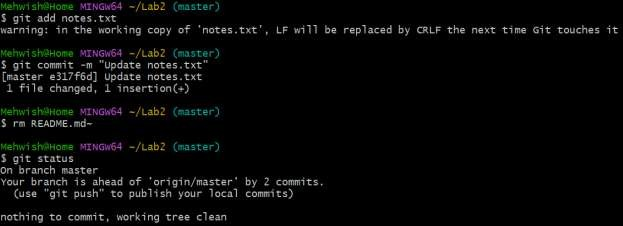 $ git add notes.txt
warning: in the working copy of 'notes.txt', LF will be replaced by CRLF the next time Git touches it
Mehwish@Home MINGW64 ~/Lab2 (master)
$ git commit -m "Update notes.txt"
[master e317f6d] Update notes.txt
1 file changed, 1 insertion(+)
Mehwish@Home MINGW64 ~/Lab2 (master)
$ rm README.md~
Mehwish@Home MINGW64 ~/Lab2 (master)
$ git status
On branch master
Your branch is ahead of 'origin/master' by 2 commits.
(use "git push" to publish your local commits)
nothing to commit, working tree clean